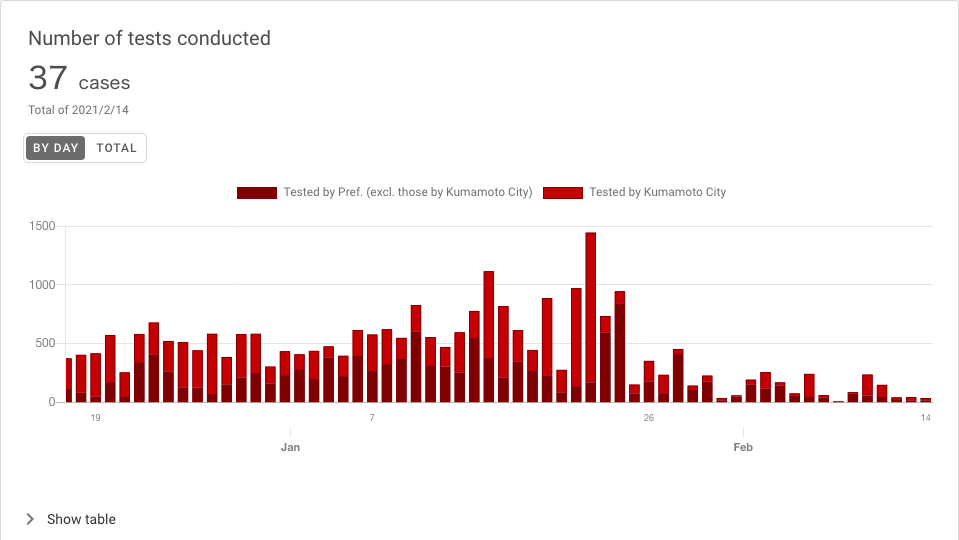 Number of tests conducted
37 cases
Total of 2021/2/14
BY DAY TOTAL
Tested by Pref. (excl. those by Kumamoto City) Tested by Kumamoto City
1500
1000
500
0
19 7 26 14
Jan Feb
Show table